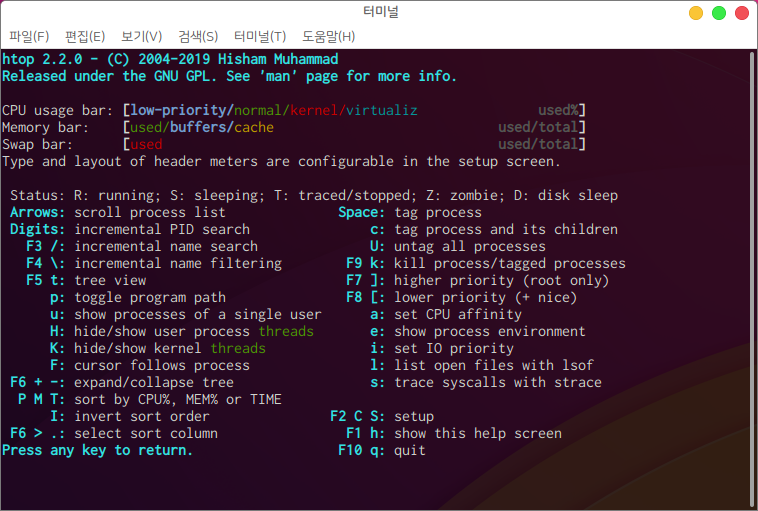 터미널
파일(F) 편집(E) 보기(V) 검색(S) 터미널(T) 도움말(H)
htop 2.2.0 - (C) 2004-2019 Hisham Muhammad
Released under the GNU GPL. See 'man' page for more info.
CPU usage bar: [low-priority/normal/kernel/virtualiz used%]
Memory bar: [used/buffers/cache used/total]
Swap bar: [used used/total]
Type and layout of header meters are configurable in the setup screen.
Status: R: running; S: sleeping; T: traced/stopped; Z: zombie; D: disk sleep
Arrows: scroll process list Space: tag process
Digits: incremental PID search c: tag process and its children
F3 /: incremental name search U: untag all processes
F4 \: incremental name filtering F9 k: kill process/tagged processes
F5 t: tree view F7 ]: higher priority (root only)
p: toggle program path F8 [: lower priority (+ nice)
u: show processes of a single user a: set CPU affinity
H: hide/show user process threads e: show process environment
K: hide/show kernel threads i: set IO priority
F: cursor follows process l: list open files with lsof
F6 + -: expand/collapse tree s: trace syscalls with strace
P M T: sort by CPU%, MEM% or TIME
I: invert sort order F2 C S: setup
F6 > .: select sort column F1 h: show this help screen
Press any key to return. F10 q: quit